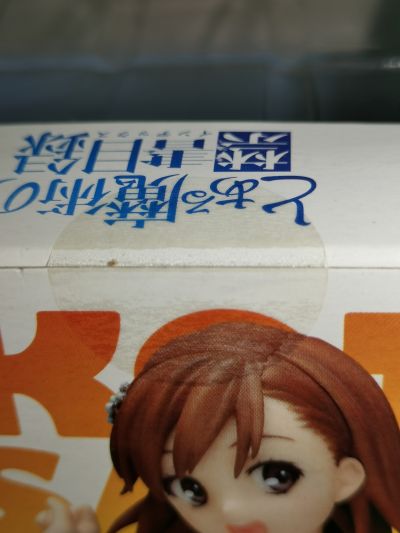 とある魔術の
インデックス
禁書目録